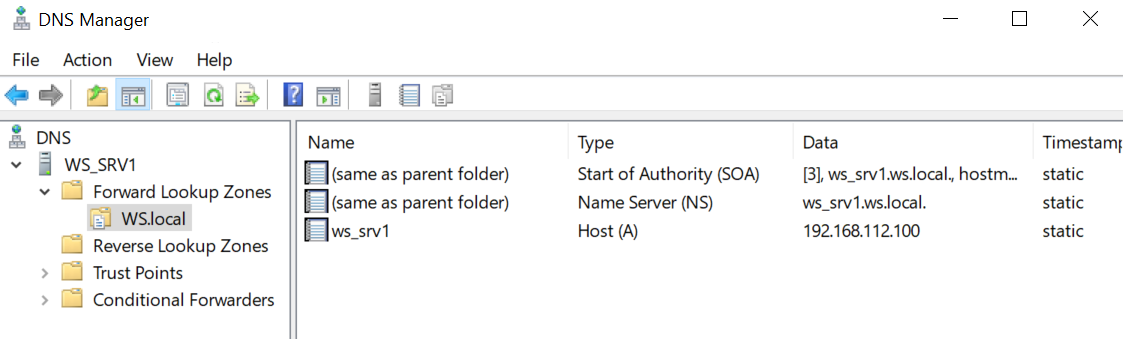 DNS Manager
File Action View Help
DNS
WS_SRV1
Forward Lookup Zones
WS.local
Reverse Lookup Zones
Trust Points
Conditional Forwarders
Name Type Data Timestamp
(same as parent folder) Start of Authority (SOA) [3], ws_srv1.ws.local., hostm... static
(same as parent folder) Name Server (NS) ws_srv1.ws.local. static
ws_srv1 Host (A) 192.168.112.100 static